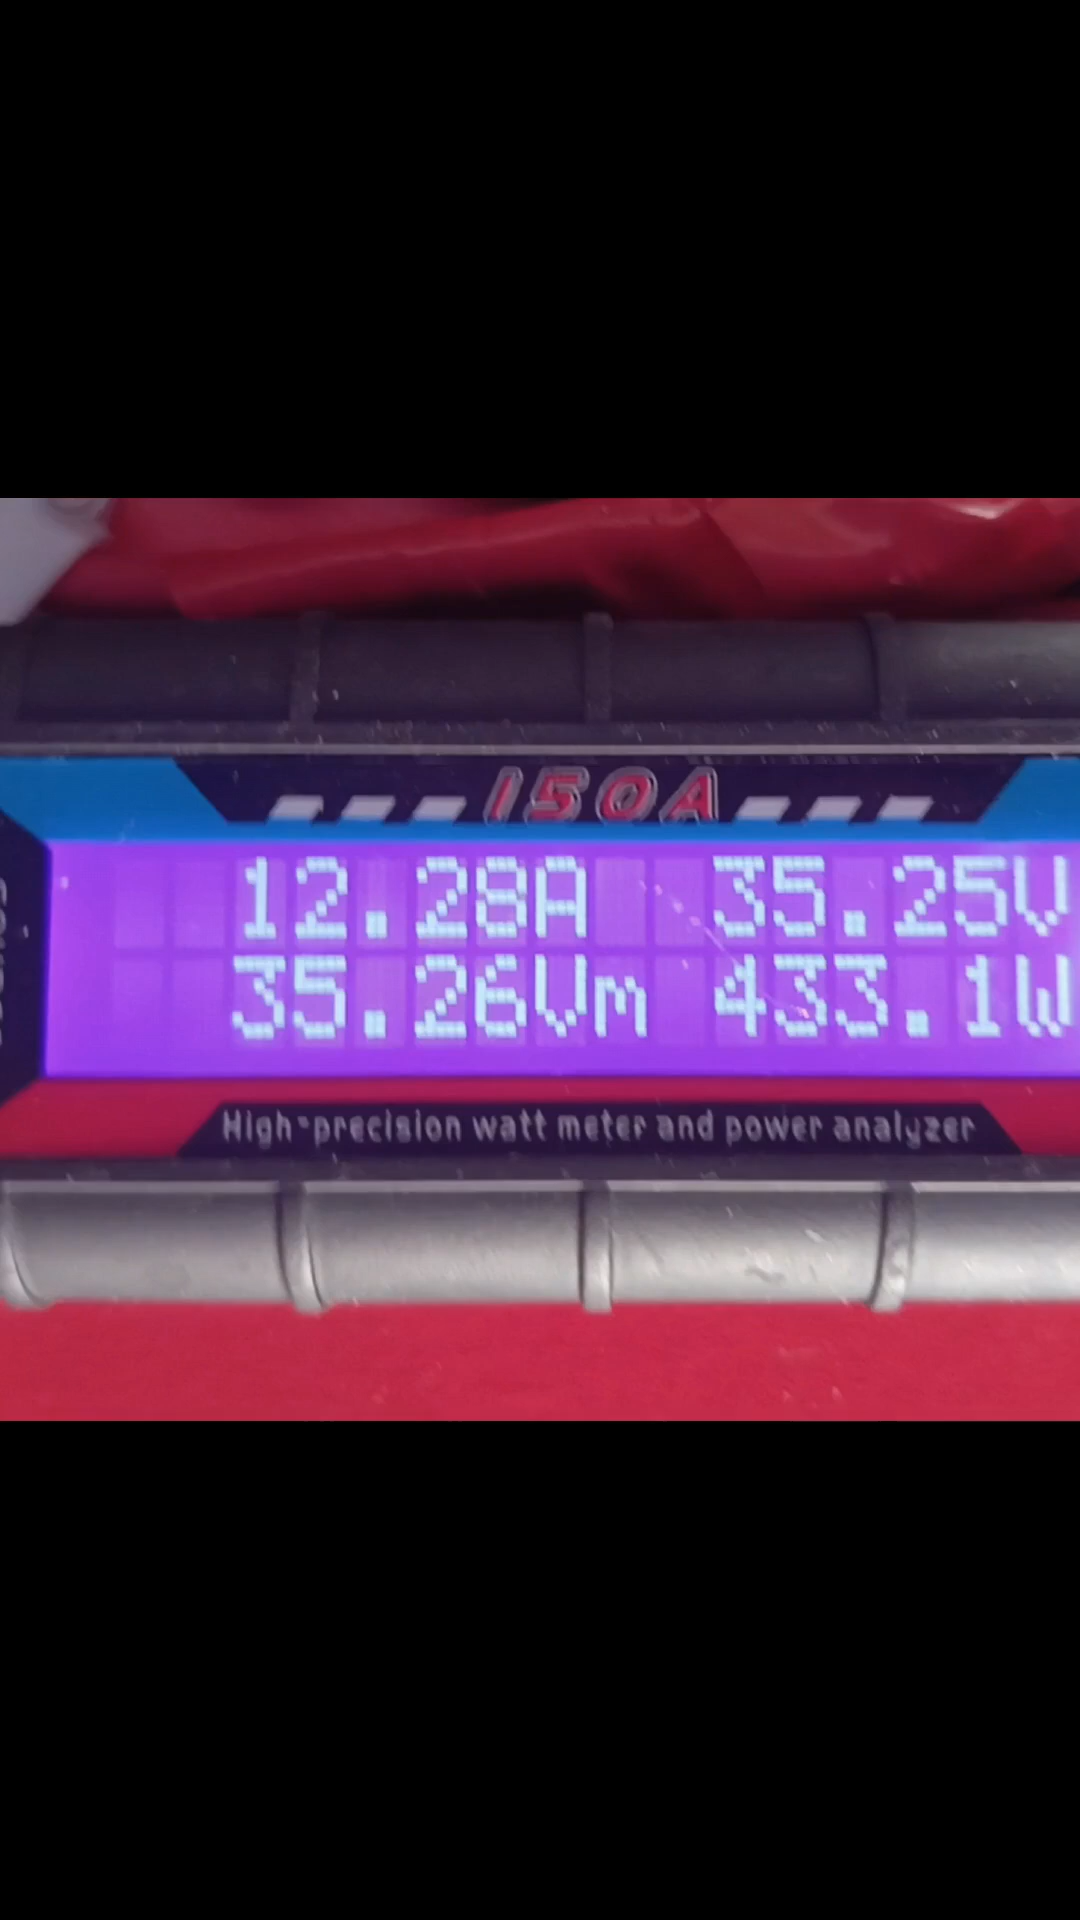 150A
12.28A 35.25V
35.26Vm 433.1W
High-precision watt meter and power analyzer